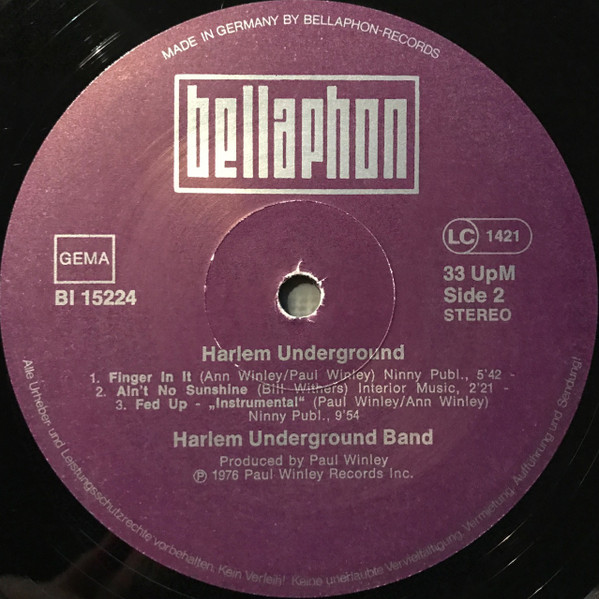 MADE IN GERMANY BY BELLAPHON-RECORDS
bellaphon
GEMA
BI 15224
LC 1421
33 UpM
Side 2
STEREO
Harlem Underground
1. Finger In It (Ann Winley/Paul Winley) Ninny Publ., 5'42 -
2. Ain't No Sunshine (Bill Withers) Interior Music, 2'21 -
3. Fed Up - „Instrumental“ (Paul Winley/Ann Winley)
Ninny Publ., 9'54
Harlem Underground Band
Produced by Paul Winley
℗ 1976 Paul Winley Records Inc.
Alle Urheber- und Leistungsschutzrechte vorbehalten. Kein Verleih! Keine unerlaubte Vervielfältigung, Vermietung, Aufführung und Sendung!